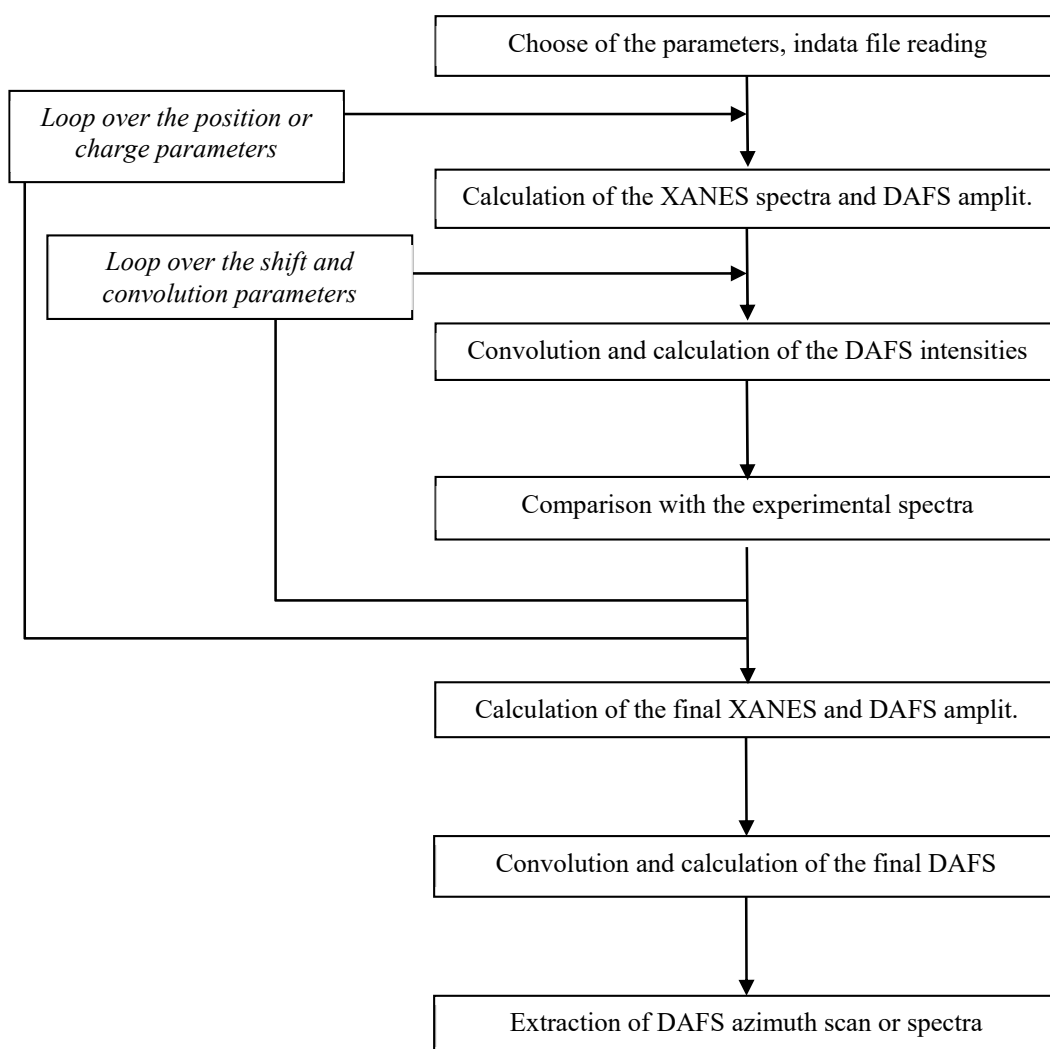 Choose of the parameters, indata file reading
Loop over the position or
charge parameters
Calculation of the XANES spectra and DAFS amplit.
Loop over the shift and
convolution parameters
Convolution and calculation of the DAFS intensities
Comparison with the experimental spectra
Calculation of the final XANES and DAFS amplit.
Convolution and calculation of the final DAFS
Extraction of DAFS azimuth scan or spectra